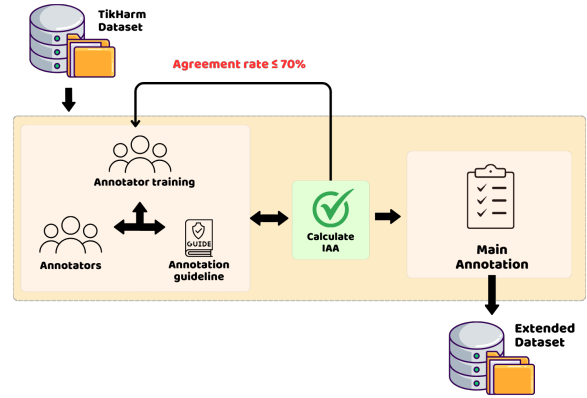 TikHarm
Dataset
Agreement rate ≤ 70%
Annotator training
Annotators
GUIDE
Annotation
guideline
Calculate
IAA
Main
Annotation
Extended
Dataset